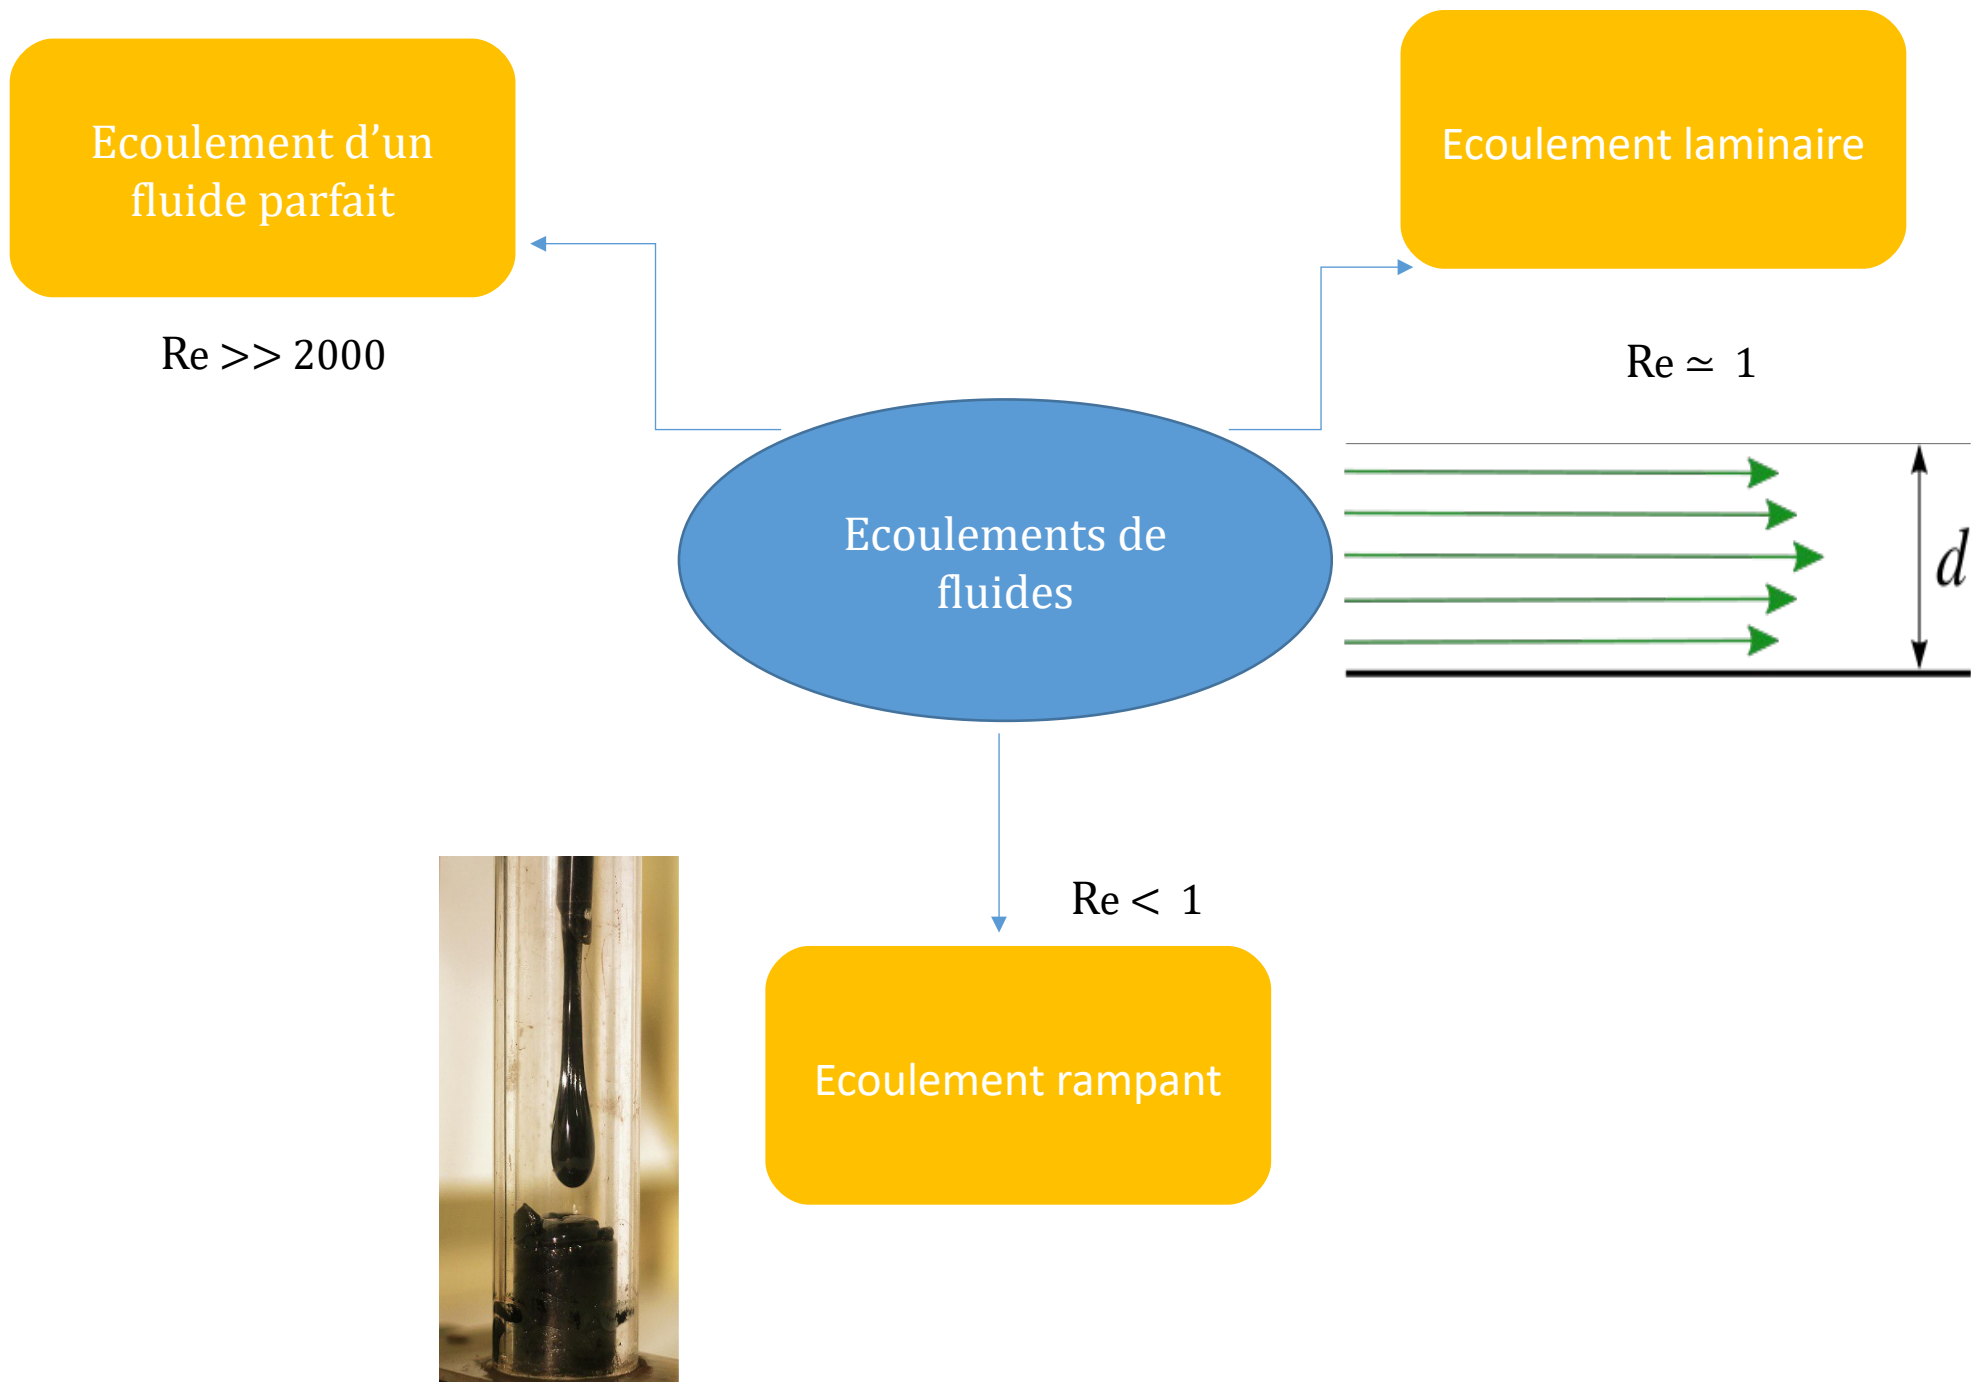 Ecoulement d’un
fluide parfait
Re >> 2000
Ecoulement laminaire
Re ≃ 1
d
Ecoulements de
fluides
Re < 1
Ecoulement rampant